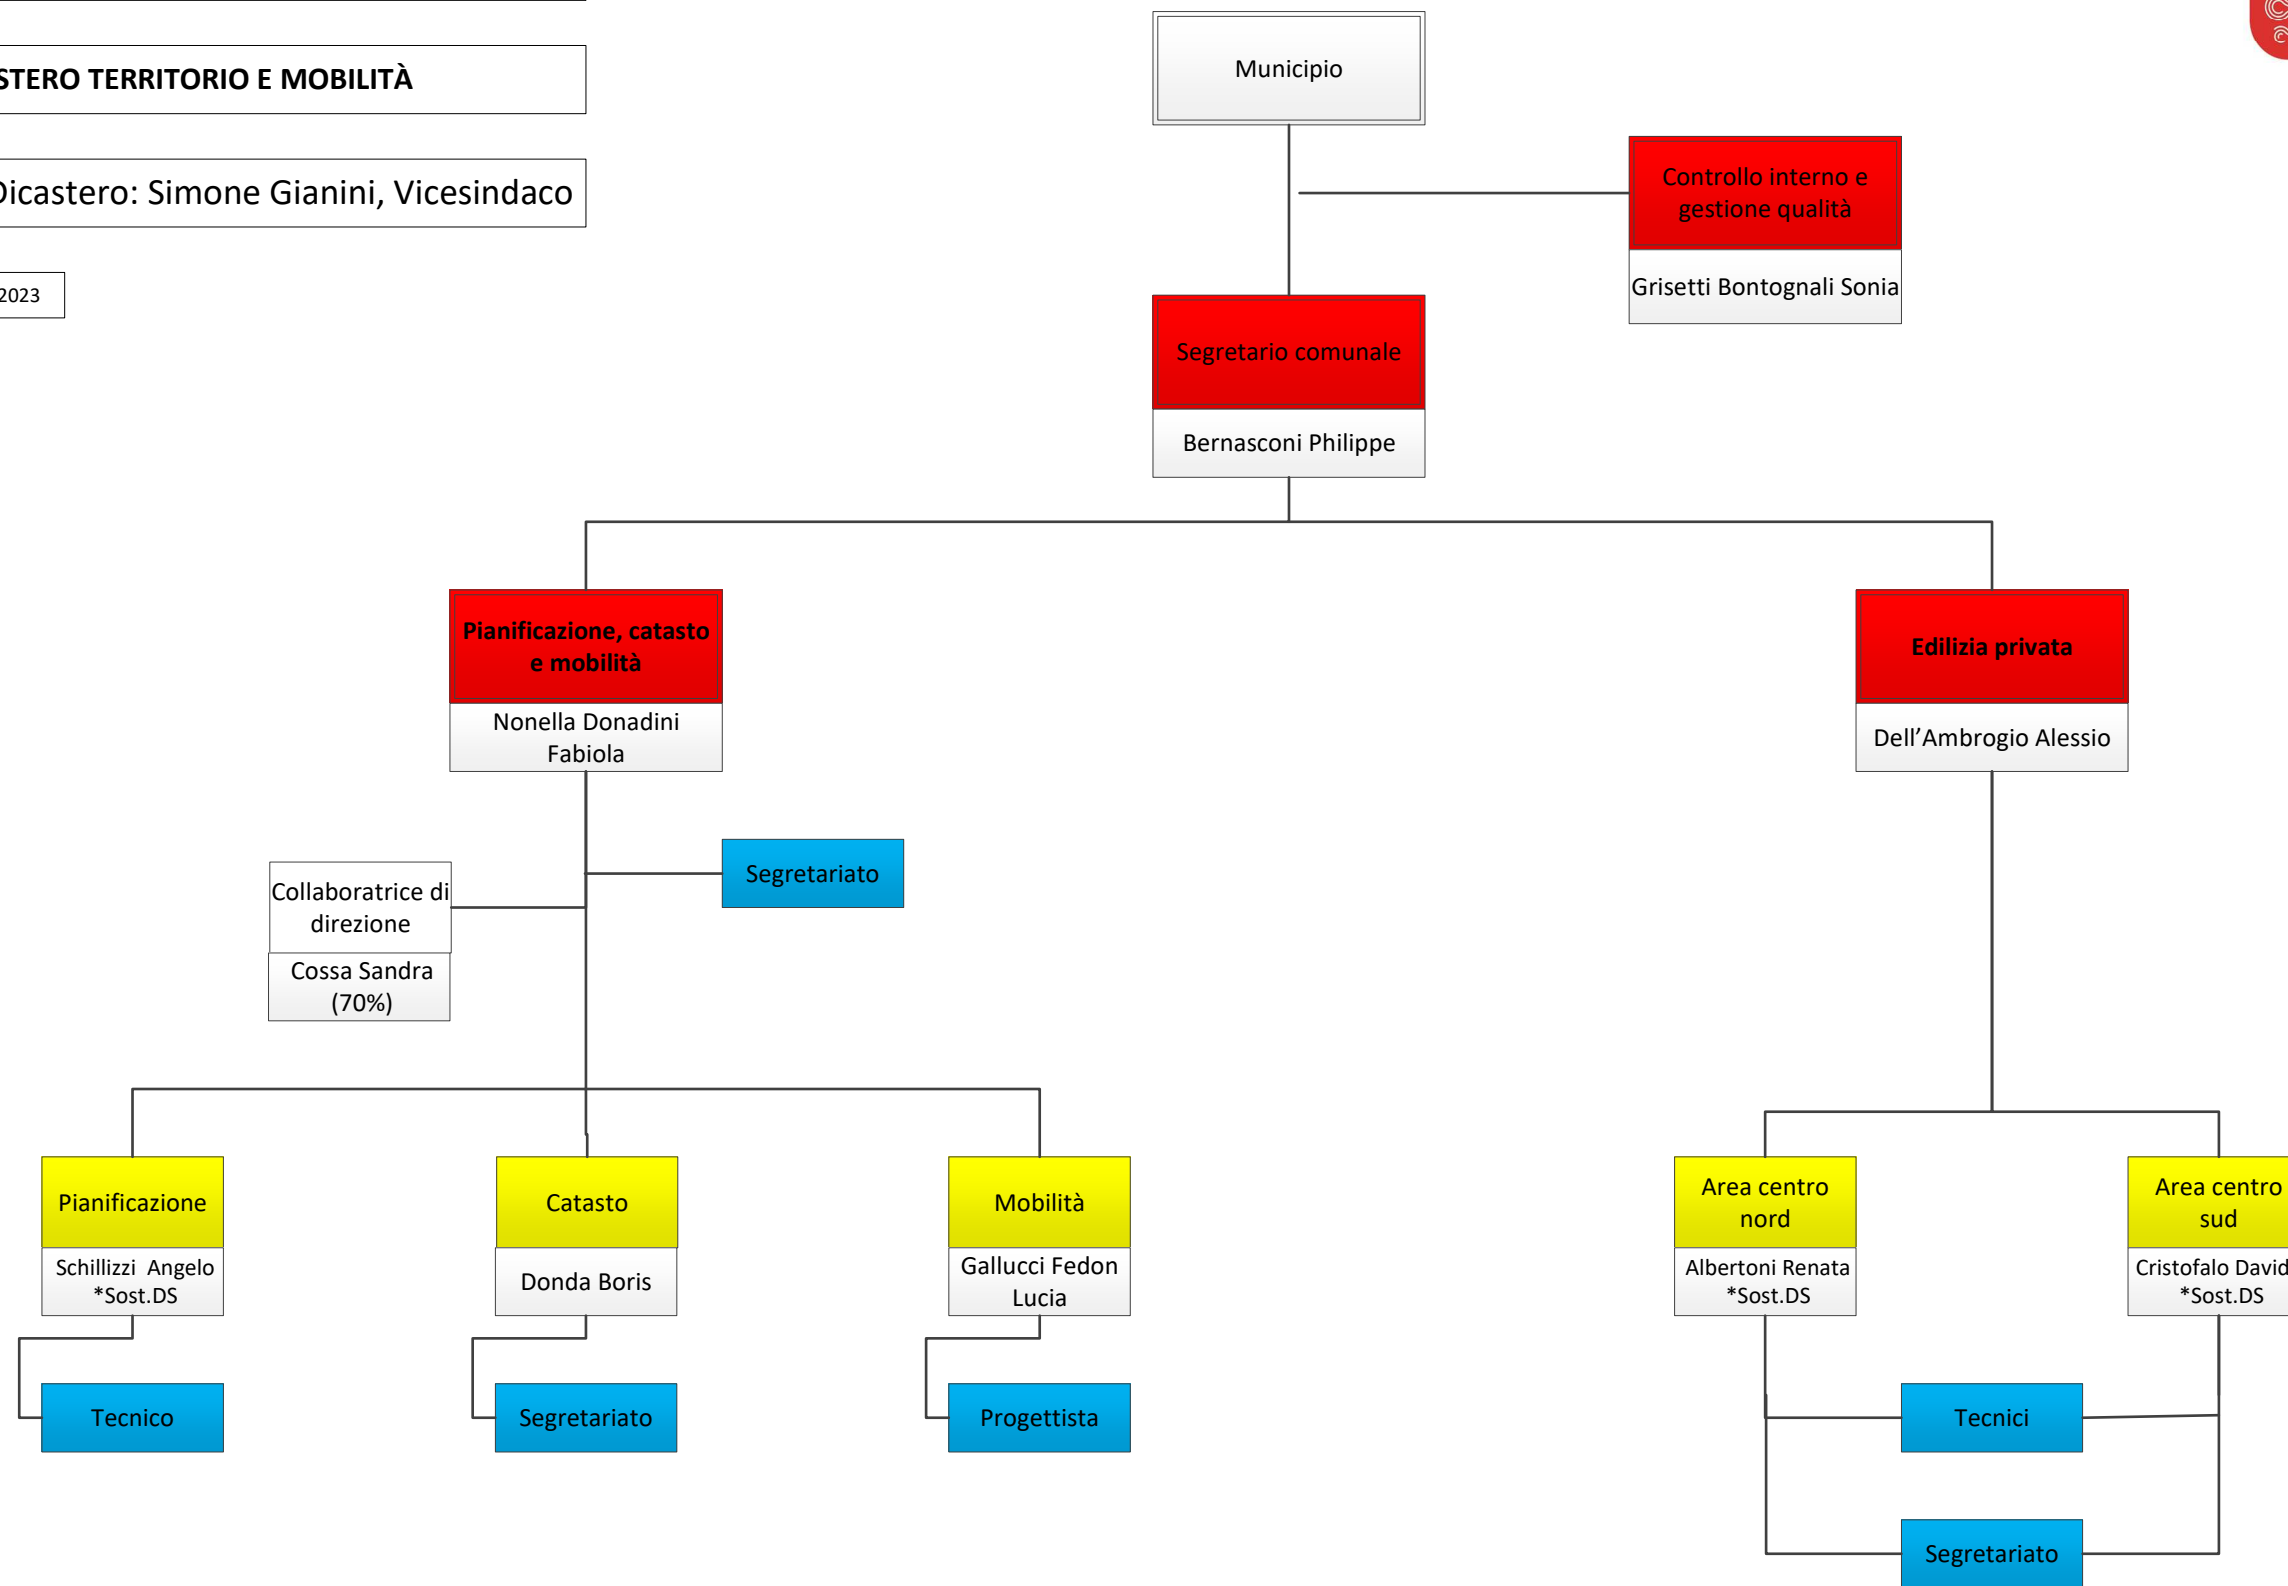 STERO TERRITORIO E MOBILITÀ
Dicastero: Simone Gianini, Vicesindaco
2023
Municipio
Controllo interno e
gestione qualità
Grisetti Bontognali Sonia
Segretario comunale
Bernasconi Philippe
Pianificazione, catasto
e mobilità
Nonella Donadini
Fabiola
Edilizia privata
Dell’Ambrogio Alessio
Segretariato
Collaboratrice di
direzione
Cossa Sandra
(70%)
Pianificazione
Schillizzi  Angelo
*Sost.DS
Catasto
Donda Boris
Mobilità
Gallucci Fedon
Lucia
Area centro
nord
Albertoni Renata
*Sost.DS
Area centro
sud
Cristofalo David
*Sost.DS
Tecnico
Segretariato
Progettista
Tecnici
Segretariato